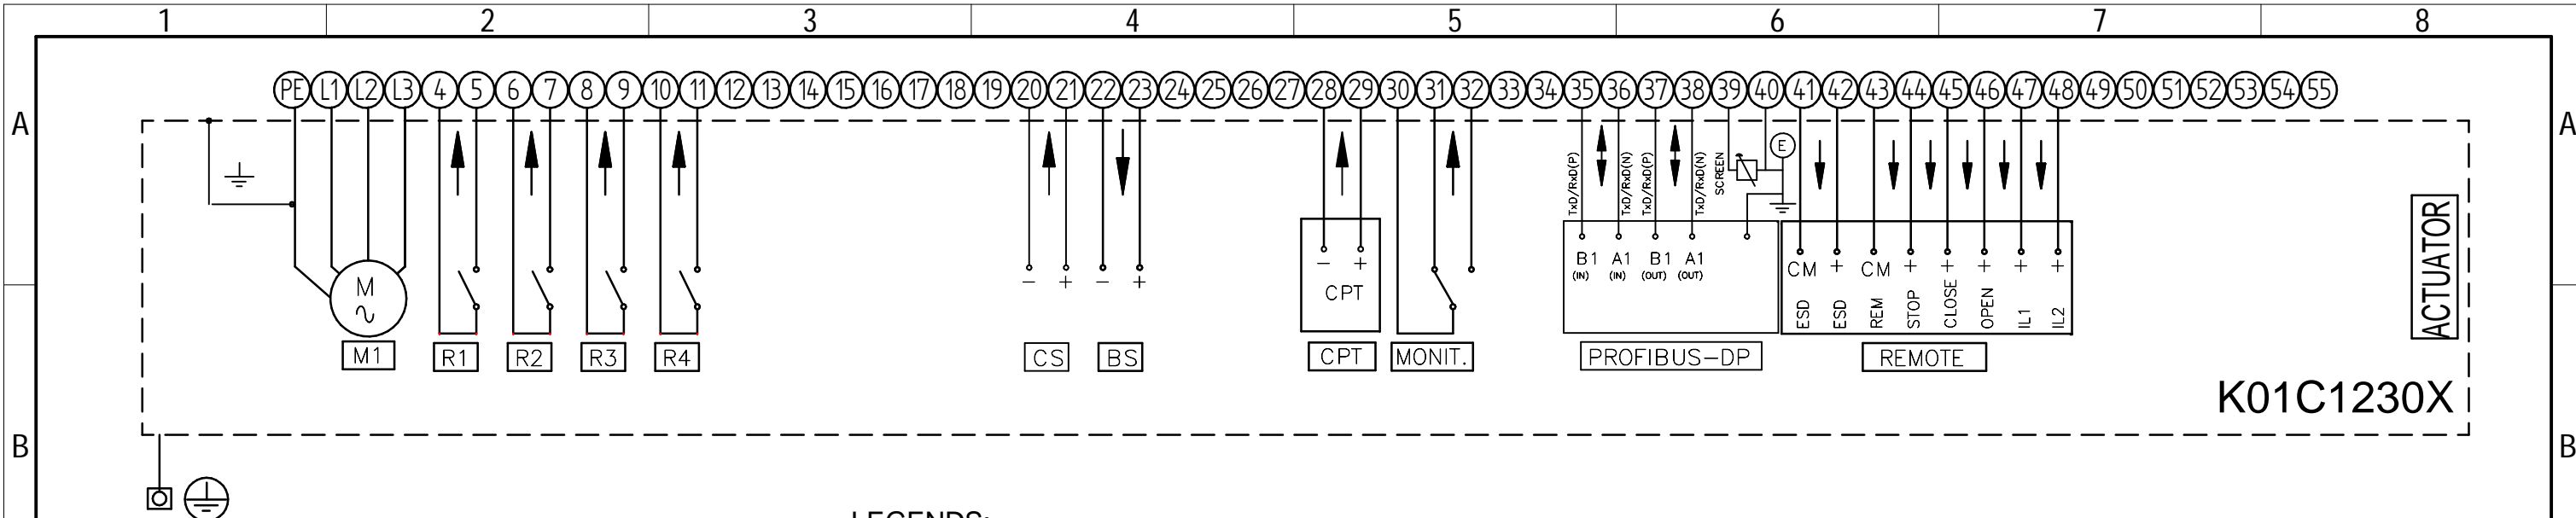 1 2 3 4 5 6 7 8
PE L1 L2 L3 4 5 6 7 8 9 10 11 12 13 14 15 16 17 18 19 20 21 22 23 24 25 26 27 28 29 30 31 32 33 34 35 36 37 38 39 40 41 42 43 44 45 46 47 48 49 50 51 52 53 54 55
A A
E
TxD/RxD(P) TxD/RxD(N) TxD/RxD(P) TxD/RxD(N) SCREEN
ACTUATOR
B1 A1 B1 A1
(IN) (IN) (OUT) (OUT)
CM + CM + + + + +
ESD ESD REM STOP CLOSE OPEN IL1 IL2
− + − + − +
M CPT
M1 R1 R2 R3 R4 CS BS CPT MONIT. PROFIBUS-DP REMOTE
K01C1230X
B B
LEGENDS: